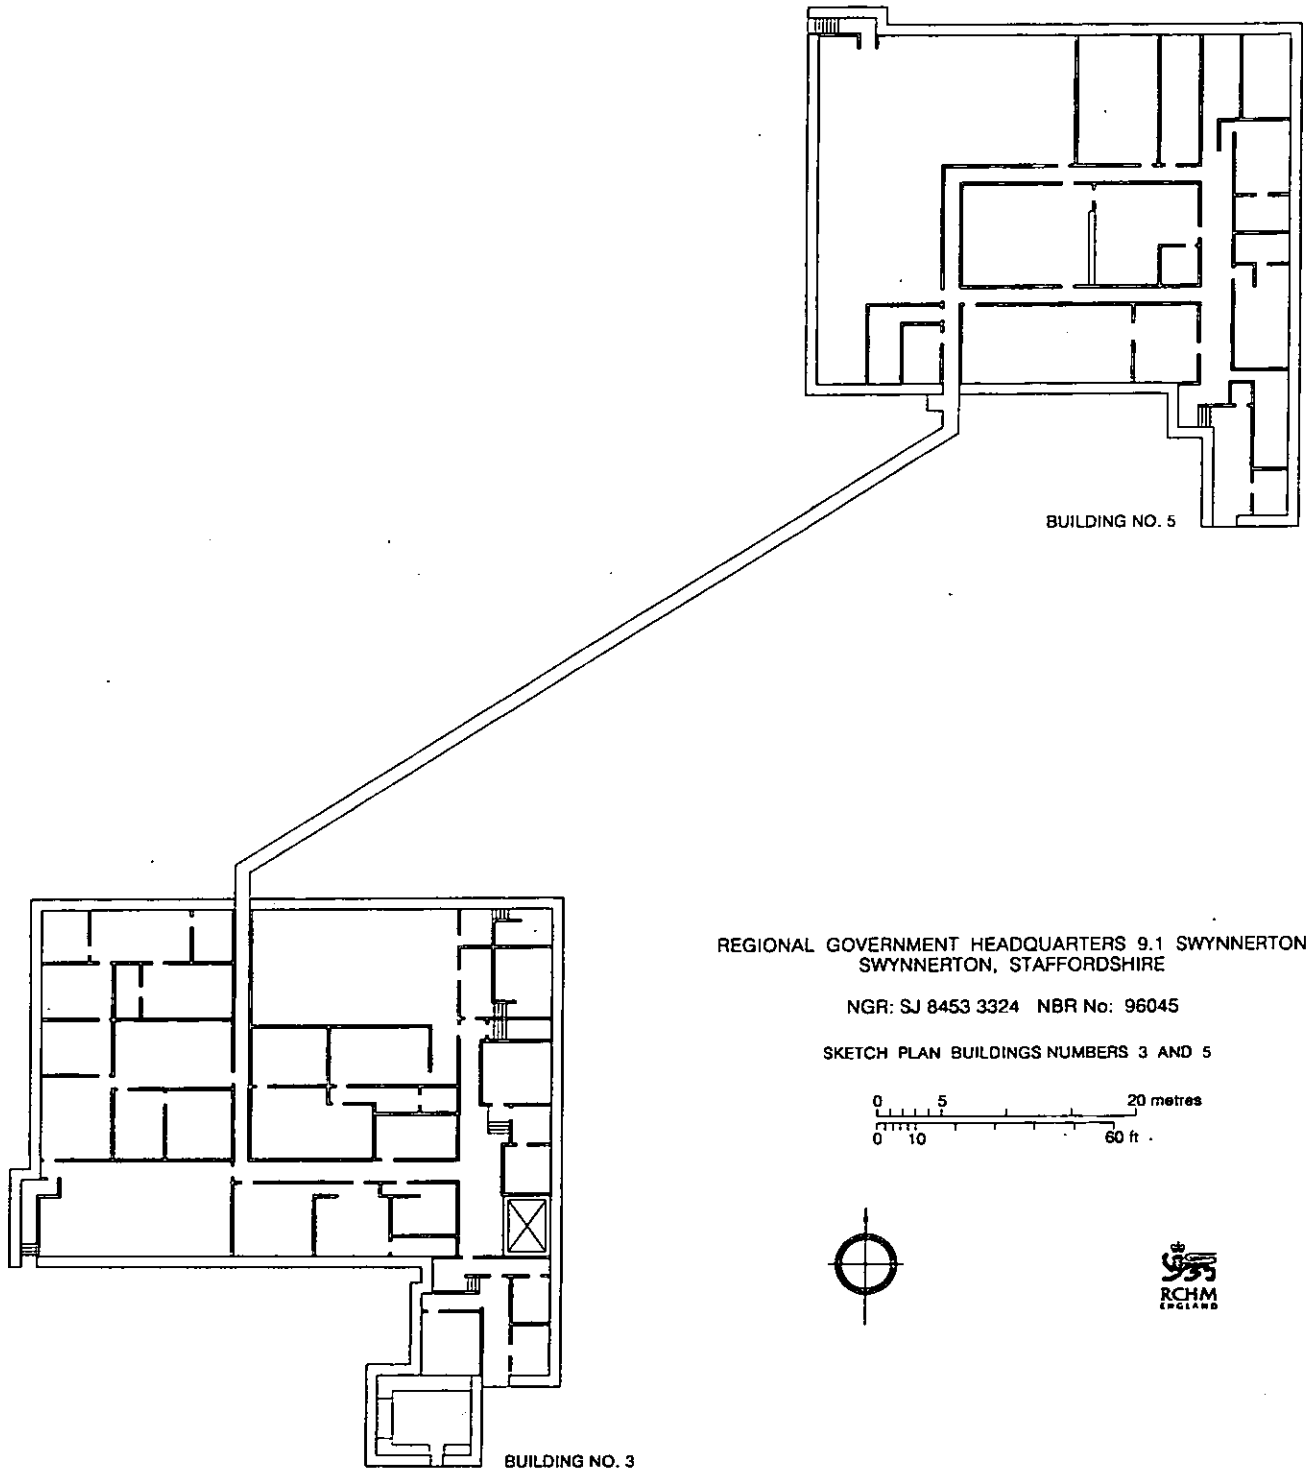 BUILDING NO. 5
REGIONAL GOVERNMENT HEADQUARTERS 9.1 SWYNNERTON
SWYNNERTON, STAFFORDSHIRE
NGR: SJ 8453 3324 NBR No: 96045
SKETCH PLAN BUILDINGS NUMBERS 3 AND 5
0 5 20 metres
0 10 60 ft
RCHM
ENGLAND
BUILDING NO. 3